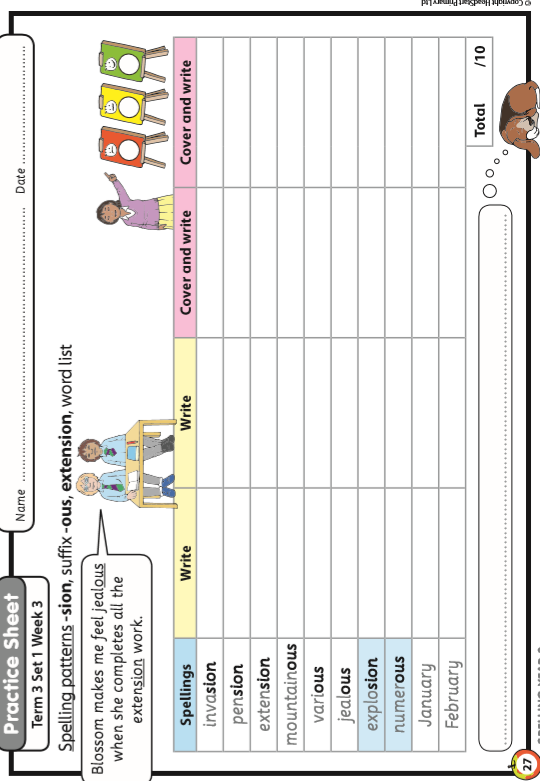 Practice Sheet
Name ........ Date ........
Term 3 Set 1 Week 3
Spelling patterns -sion, suffix -ous, extension, word list
Blossom makes me feel jealous
when she completes all the
extension work.
Spellings Write Write Cover and write Cover and write
invasion
pension
extension
mountainous
various
jealous
explosion
numerous
January
February
Total /10
27
© Copyright HeadStart Primary Ltd